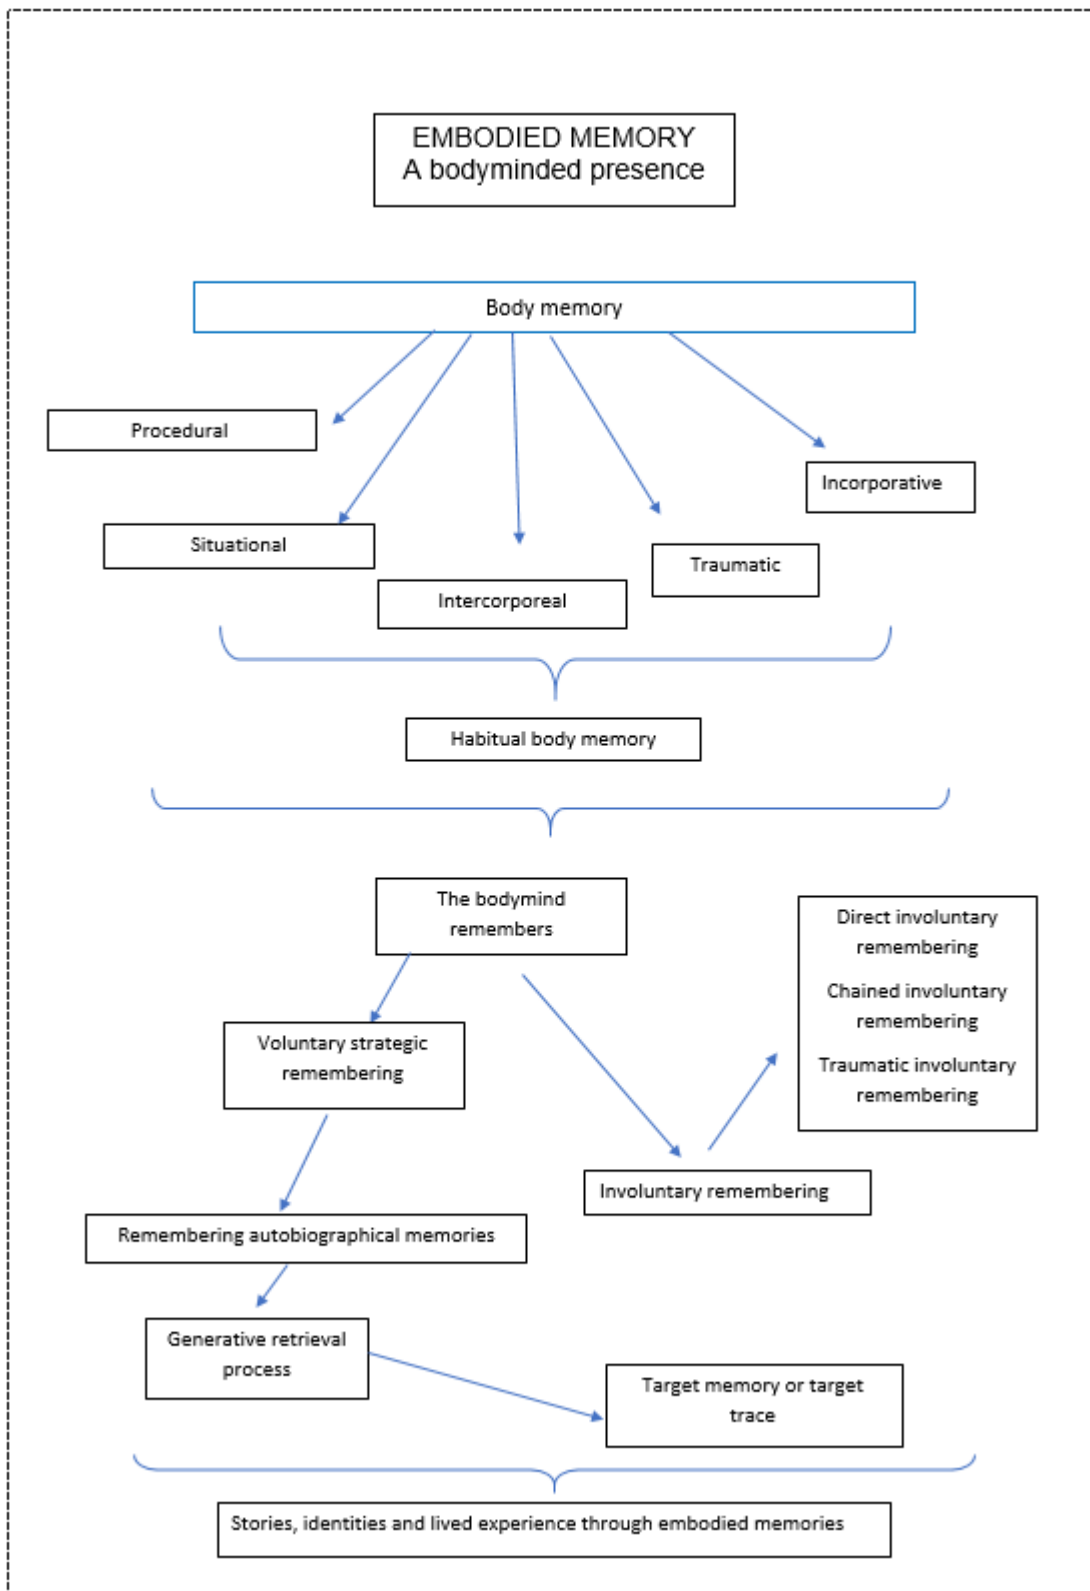 EMBODIED MEMORY
A bodyminded presence
Body memory
Procedural
Incorporative
Situational
Traumatic
Intercorporeal
Habitual body memory
The bodymind
remembers
Direct involuntary
remembering
Chained involuntary
remembering
Traumatic involuntary
remembering
Voluntary strategic
remembering
Involuntary remembering
Remembering autobiographical memories
Generative retrieval
process
Target memory or target
trace
Stories, identities and lived experience through embodied memories